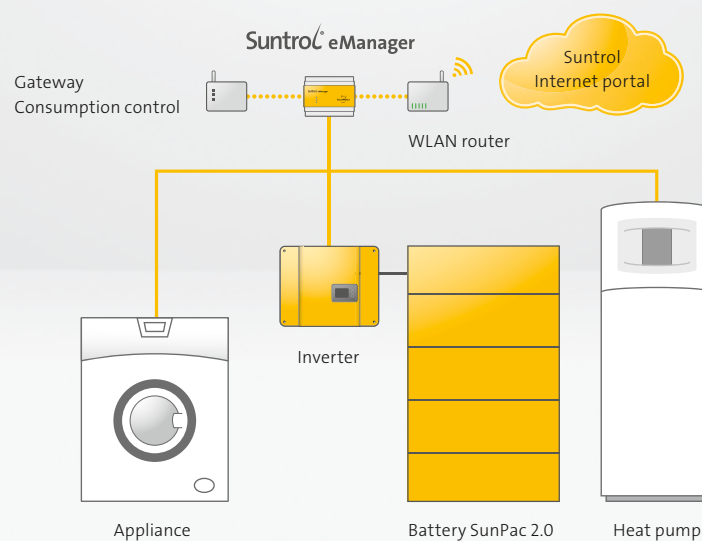 Suntrol eManager
Suntrol
Internet portal
Gateway
Consumption control
WLAN router
Inverter
Appliance
Battery SunPac 2.0
Heat pump